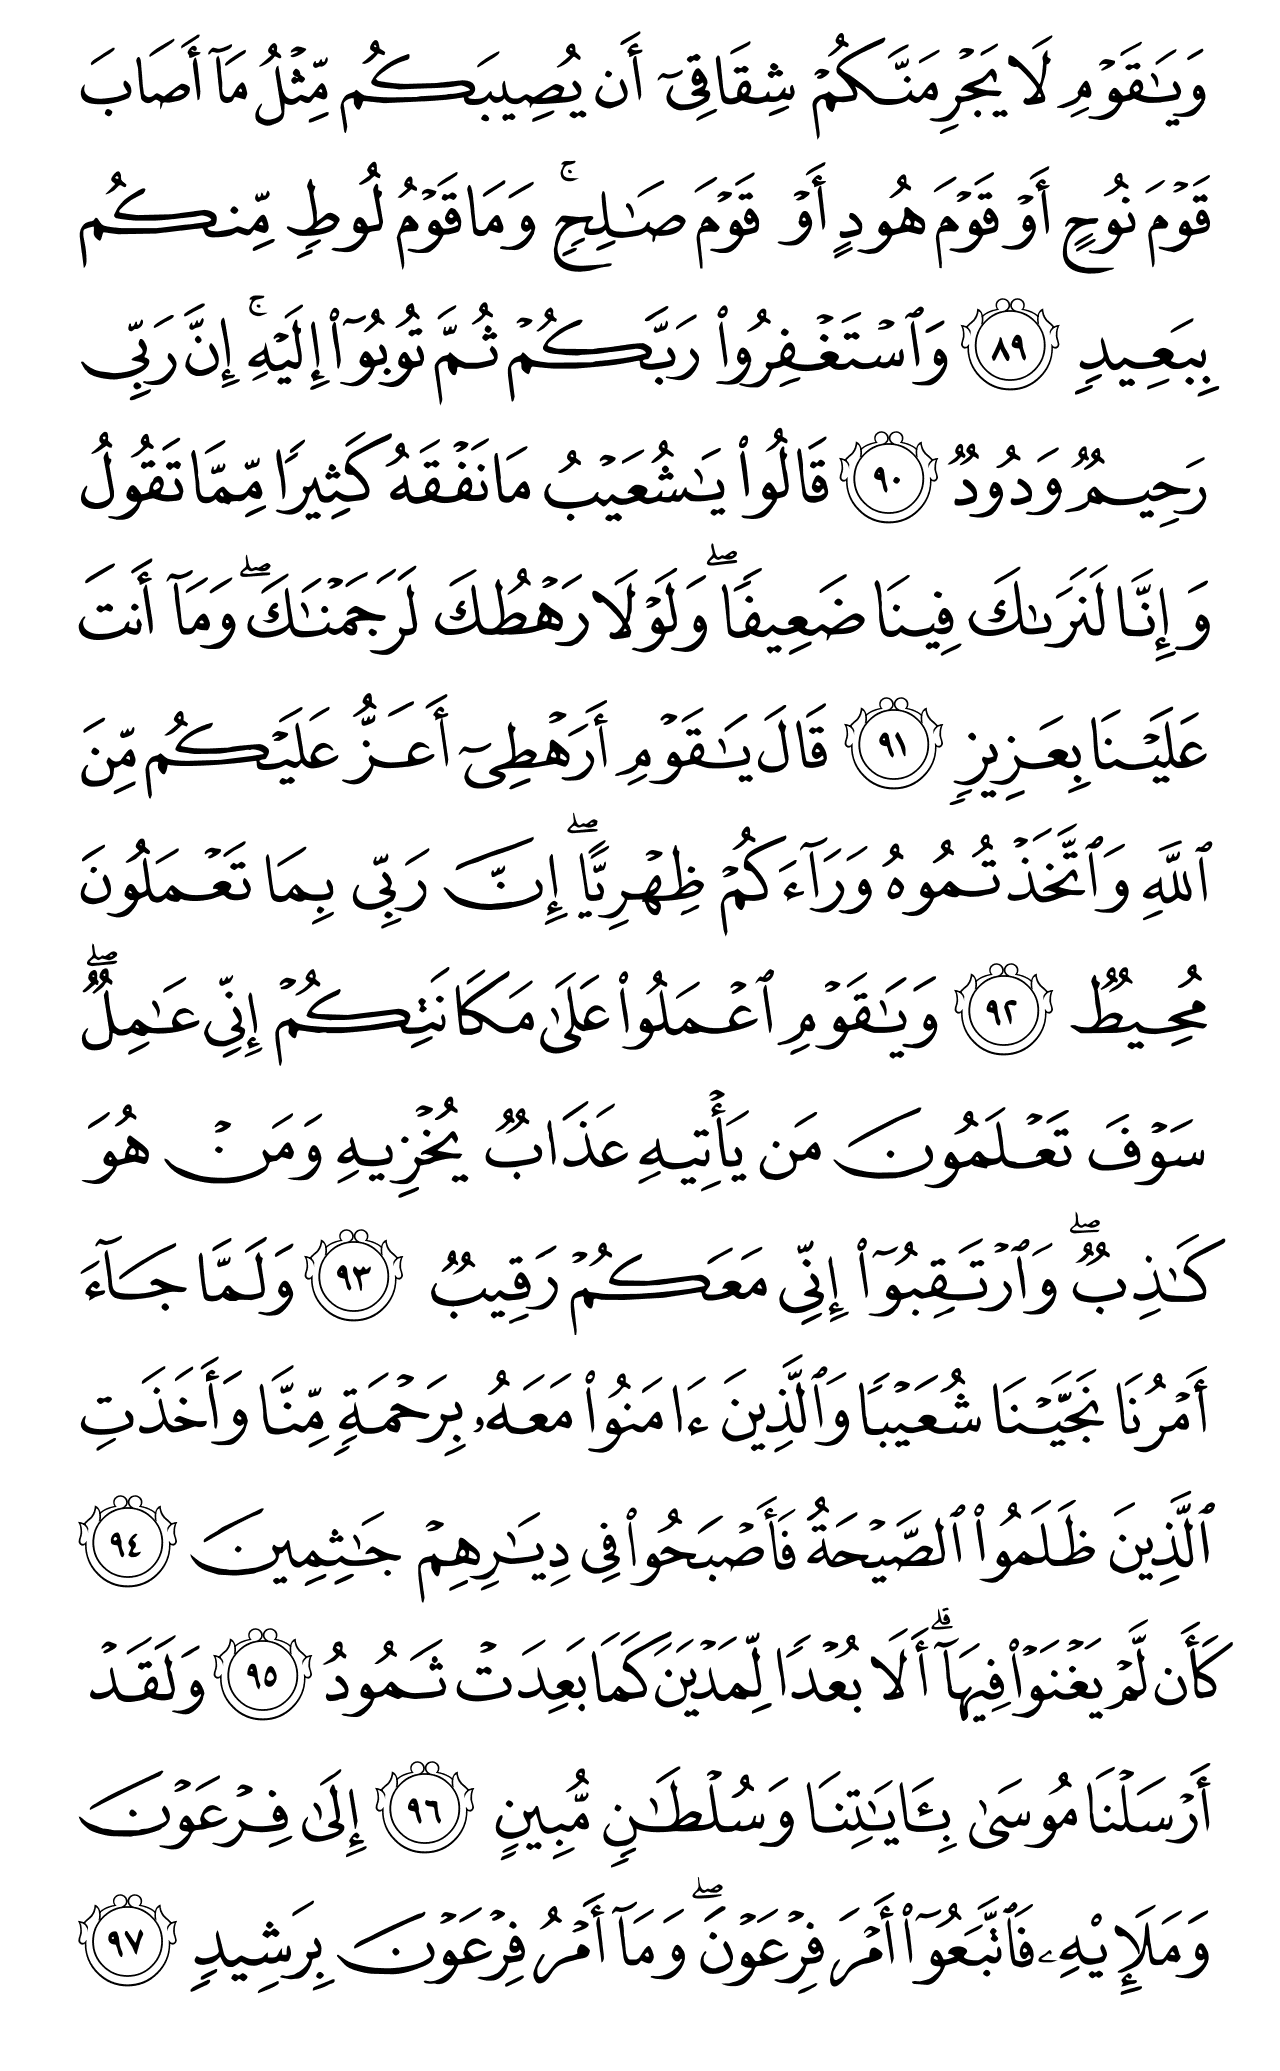 وَيَٰقَوْمِ لَا يَجْرِمَنَّكُمْ شِقَاقِىٓ أَن يُصِيبَكُم مِّثْلُ مَآ أَصَابَ
قَوْمَ نُوحٍ أَوْ قَوْمَ هُودٍ أَوْ قَوْمَ صَٰلِحٍ ۚ وَمَا قَوْمُ لُوطٍ مِّنكُم
بِبَعِيدٍ ٨٩ وَٱسْتَغْفِرُوا۟ رَبَّكُمْ ثُمَّ تُوبُوٓا۟ إِلَيْهِ ۚ إِنَّ رَبِّى
رَحِيمٌ وَدُودٌ ٩٠ قَالُوا۟ يَٰشُعَيْبُ مَا نَفْقَهُ كَثِيرًا مِّمَّا تَقُولُ
وَإِنَّا لَنَرَىٰكَ فِينَا ضَعِيفًا ۖ وَلَوْلَا رَهْطُكَ لَرَجَمْنَٰكَ ۖ وَمَآ أَنتَ
عَلَيْنَا بِعَزِيزٍ ٩١ قَالَ يَٰقَوْمِ أَرَهْطِىٓ أَعَزُّ عَلَيْكُم مِّنَ
ٱللَّهِ وَٱتَّخَذْتُمُوهُ وَرَآءَكُمْ ظِهْرِيًّا ۖ إِنَّ رَبِّى بِمَا تَعْمَلُونَ
مُحِيطٌ ٩٢ وَيَٰقَوْمِ ٱعْمَلُوا۟ عَلَىٰ مَكَانَتِكُمْ إِنِّى عَٰمِلٌ ۖ
سَوْفَ تَعْلَمُونَ مَن يَأْتِيهِ عَذَابٌ يُخْزِيهِ وَمَنْ هُوَ
كَٰذِبٌ ۖ وَٱرْتَقِبُوٓا۟ إِنِّى مَعَكُمْ رَقِيبٌ ٩٣ وَلَمَّا جَآءَ
أَمْرُنَا نَجَّيْنَا شُعَيْبًا وَٱلَّذِينَ ءَامَنُوا۟ مَعَهُۥ بِرَحْمَةٍ مِّنَّا وَأَخَذَتِ
ٱلَّذِينَ ظَلَمُوا۟ ٱلصَّيْحَةُ فَأَصْبَحُوا۟ فِى دِيَٰرِهِمْ جَٰثِمِينَ ٩٤
كَأَن لَّمْ يَغْنَوْا۟ فِيهَآ ۗ أَلَا بُعْدًا لِّمَدْيَنَ كَمَا بَعِدَتْ ثَمُودُ ٩٥ وَلَقَدْ
أَرْسَلْنَا مُوسَىٰ بِـَٔايَٰتِنَا وَسُلْطَٰنٍ مُّبِينٍ ٩٦ إِلَىٰ فِرْعَوْنَ
وَمَلَإِي۟هِۦ فَٱتَّبَعُوٓا۟ أَمْرَ فِرْعَوْنَ ۖ وَمَآ أَمْرُ فِرْعَوْنَ بِرَشِيدٍ ٩٧